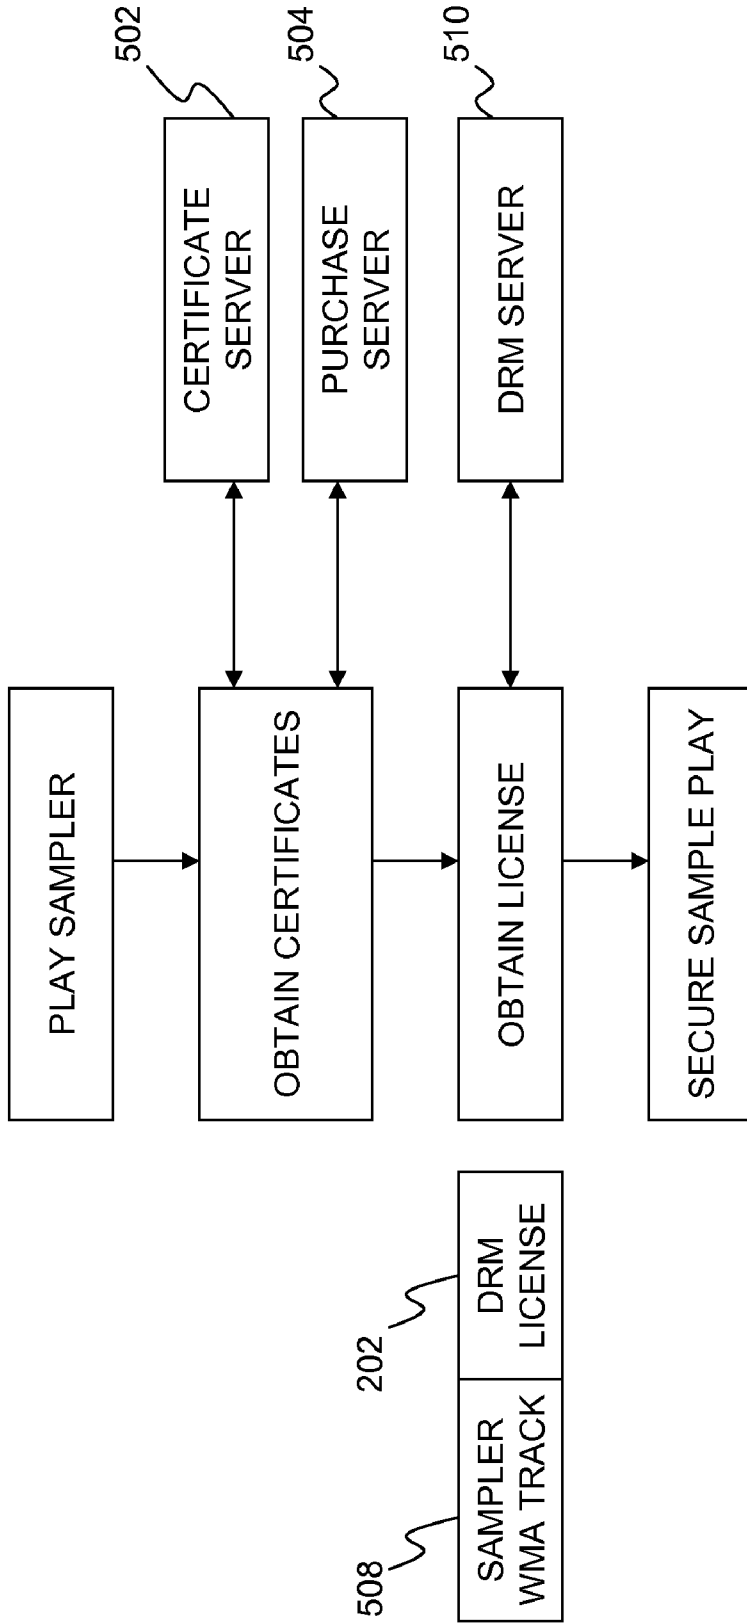 PLAY SAMPLER
OBTAIN CERTIFICATES
CERTIFICATE
SERVER
502
PURCHASE
SERVER
504
SAMPLER
WMA TRACK
508
DRM
LICENSE
202
OBTAIN LICENSE
DRM SERVER
510
SECURE SAMPLE PLAY